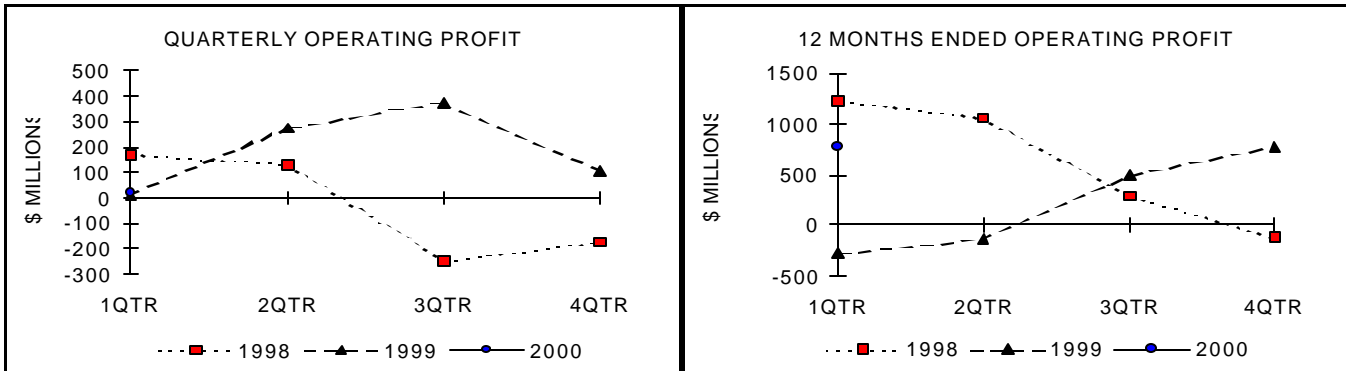 QUARTERLY OPERATING PROFIT
500
400
300
200
100
0
-100
-200
-300
$ MILLIONS
1QTR 2QTR 3QTR 4QTR
1998 1999 2000
12 MONTHS ENDED OPERATING PROFIT
1500
1000
500
0
-500
$ MILLIONS
1QTR 2QTR 3QTR 4QTR
1998 1999 2000